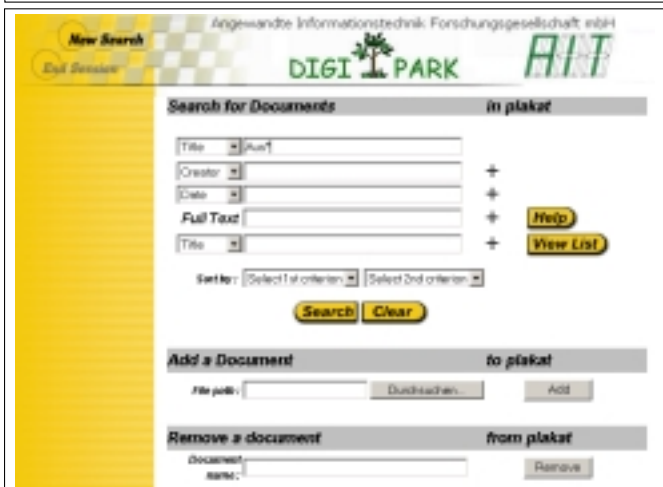 Angewandte Informationstechnik Forschungsgesellschaft mbH
New Search
End Session
DIGI PARK
AIT
Search for Documents in plakat
Title
Creator +
Date +
Full Text + Help
Title + View List
Sort by: Select 1st criterion Select 2nd criterion
Search Clear
Add a Document to plakat
File path: Durchsuchen... Add
Remove a document from plakat
Document name: Remove